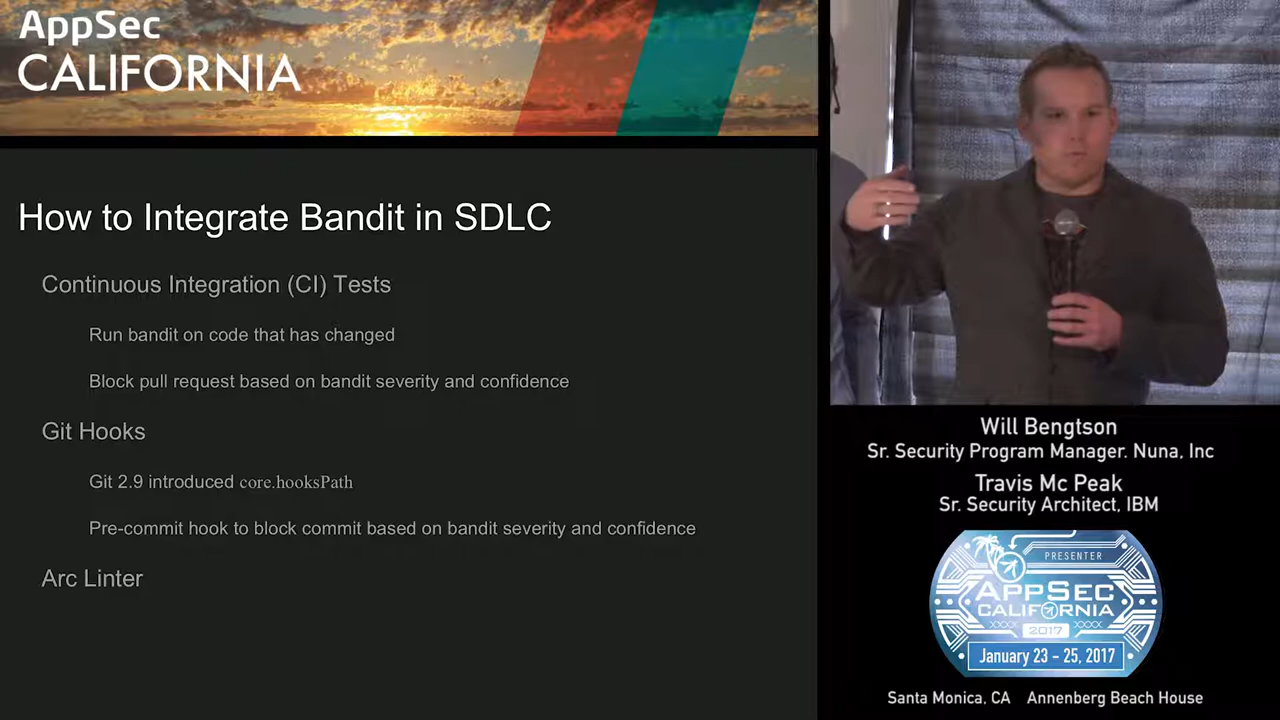 AppSec
CALIFORNIA
How to Integrate Bandit in SDLC
Continuous Integration (CI) Tests
Run bandit on code that has changed
Block pull request based on bandit severity and confidence
Git Hooks
Git 2.9 introduced core.hooksPath
Pre-commit hook to block commit based on bandit severity and confidence
Arc Linter
Will Bengtson
Sr. Security Program Manager. Nuna, Inc
Travis Mc Peak
Sr. Security Architect, IBM
PRESENTER
APPSEC
CALIFORNIA
2017
January 23 - 25, 2017
Santa Monica, CA Annenberg Beach House